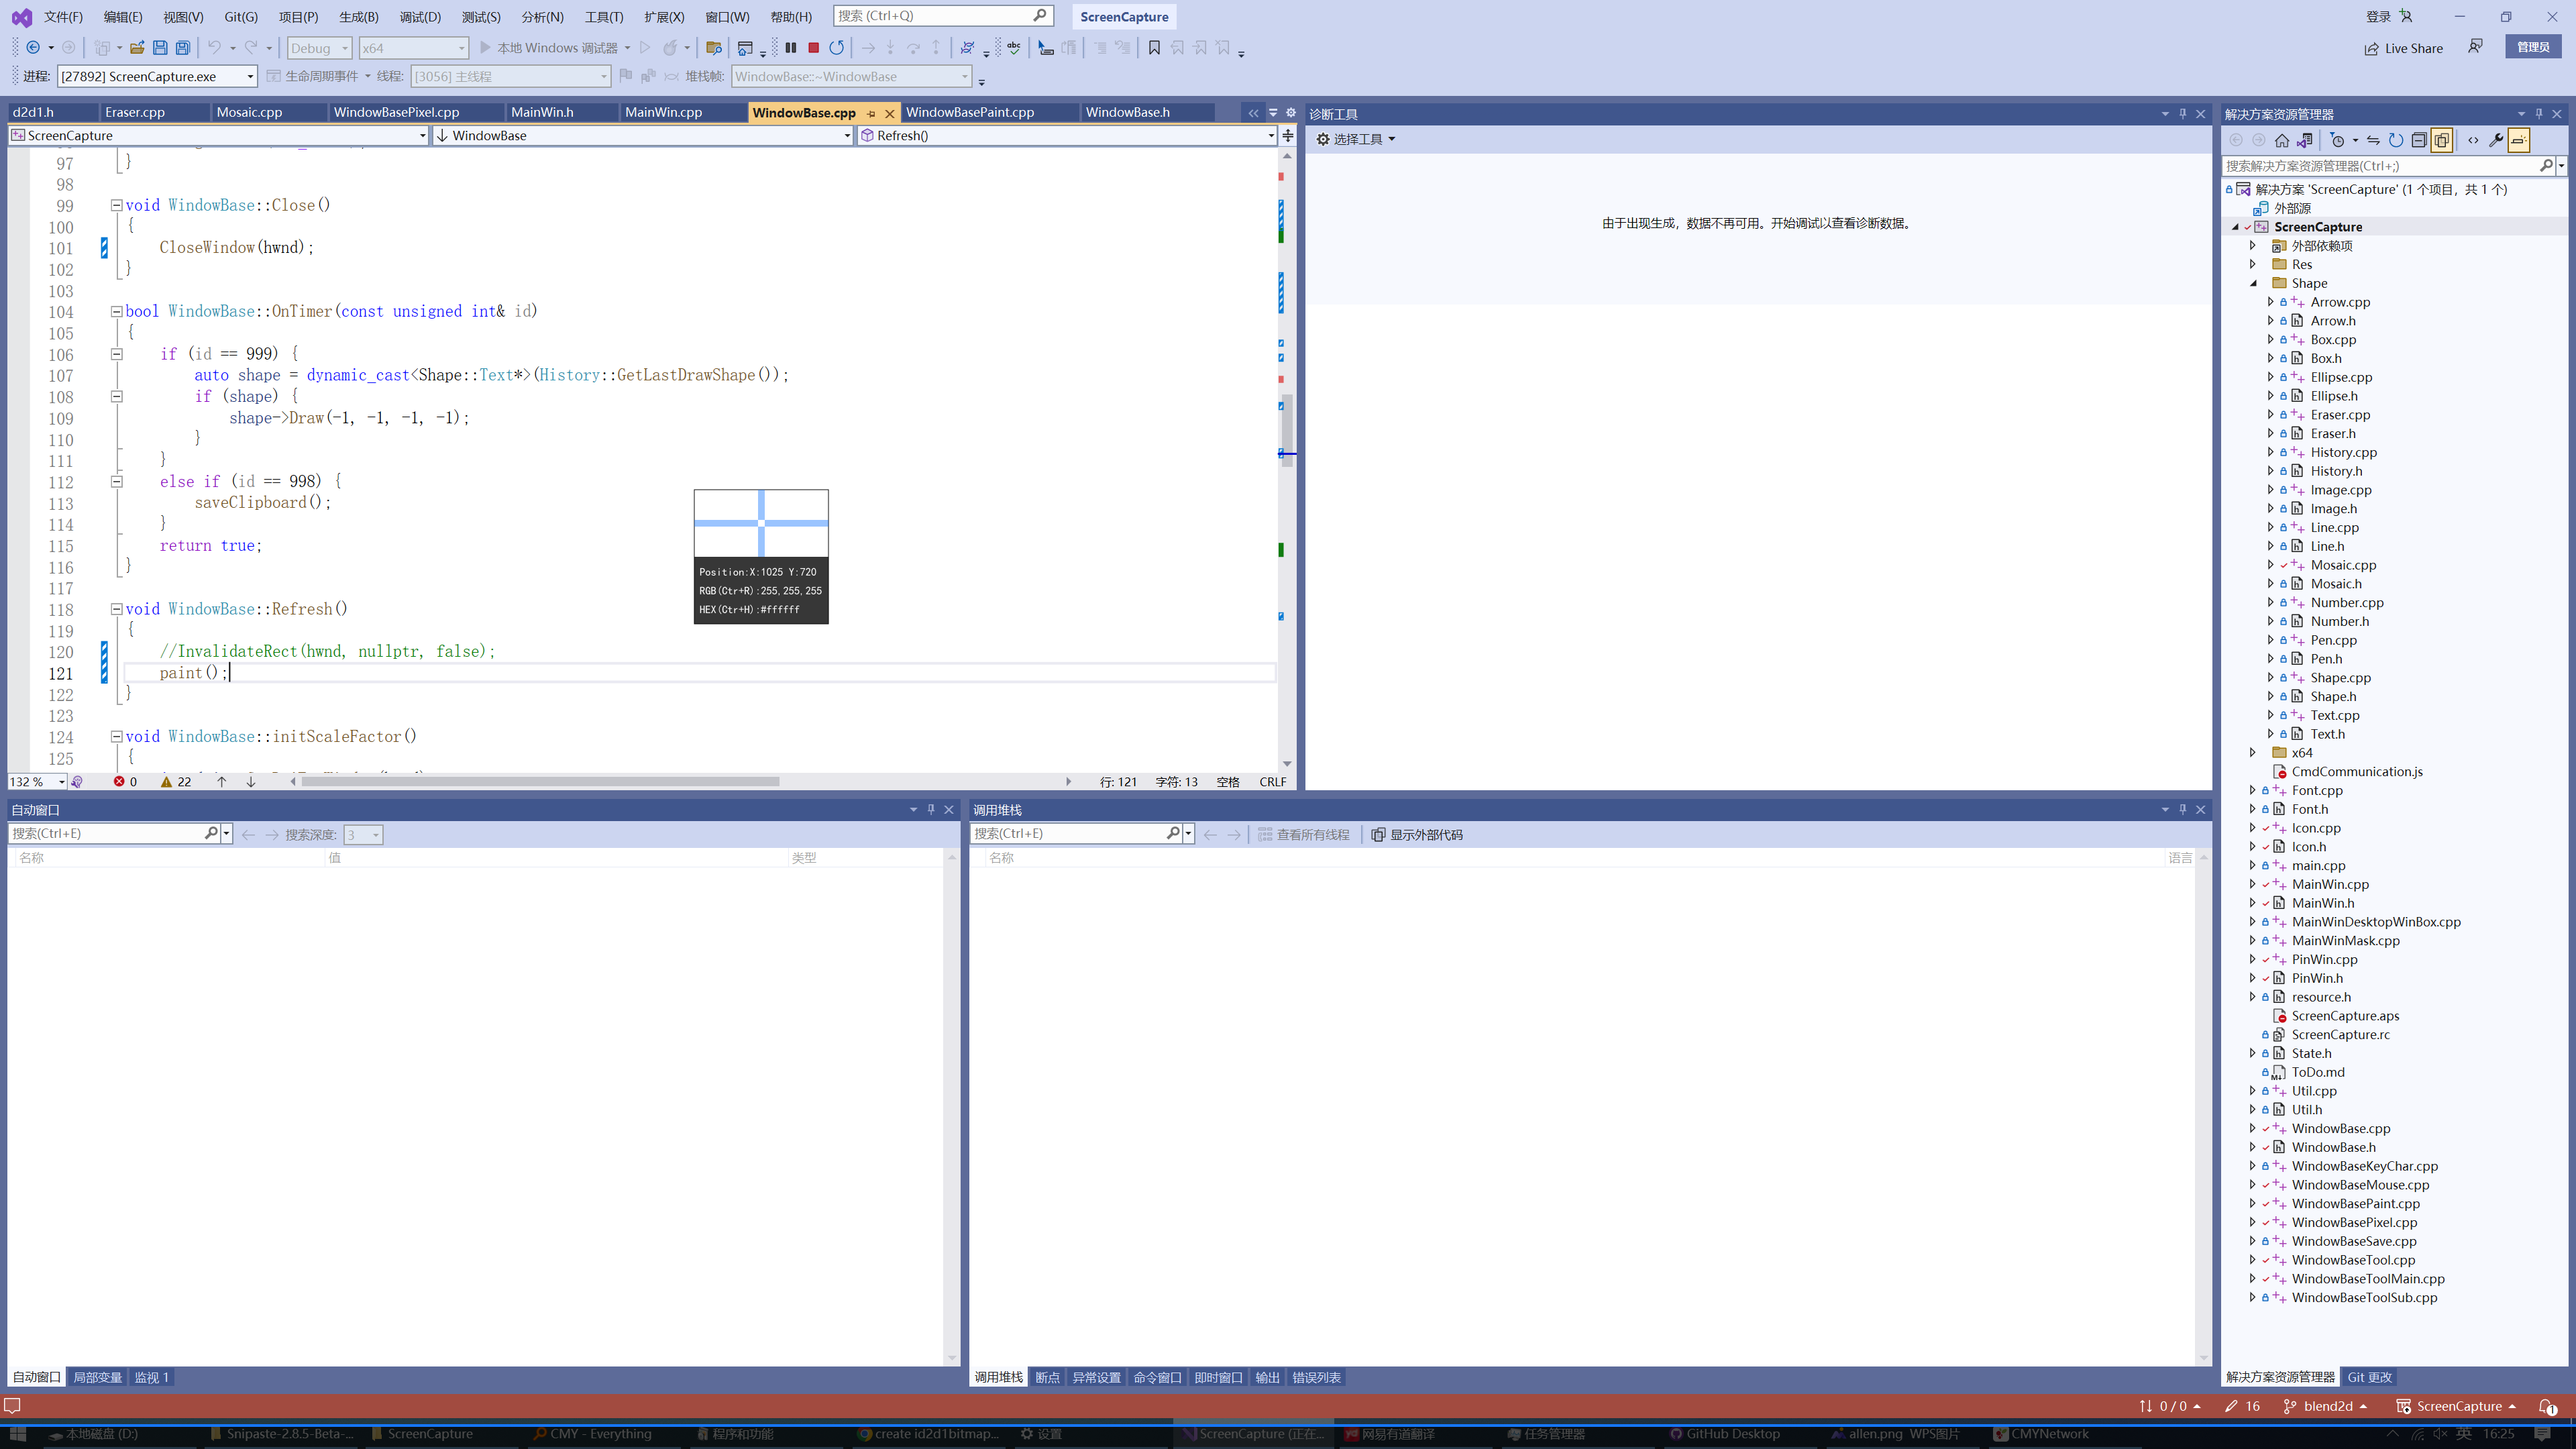 文件(F) 编辑(E) 视图(V) Git(G) 项目(P) 生成(B) 调试(D) 测试(S) 分析(N) 工具(T) 扩展(X) 窗口(W) 帮助(H) 搜索 (Ctrl+Q) ScreenCapture 登录
Debug x64 本地 Windows 调试器 Live Share 管理员
进程: [27892] ScreenCapture.exe 生命周期事件 线程: [3056] 主线程 堆栈帧: WindowBase::~WindowBase
d2d1.h Eraser.cpp Mosaic.cpp WindowBasePixel.cpp MainWin.h MainWin.cpp WindowBase.cpp WindowBasePaint.cpp WindowBase.h
ScreenCapture WindowBase Refresh()
97 }
98
99 void WindowBase::Close()
100 {
101 CloseWindow(hwnd);
102 }
103
104 bool WindowBase::OnTimer(const unsigned int& id)
105 {
106 if (id == 999) {
107 auto shape = dynamic_cast<Shape::Text*>(History::GetLastDrawShape());
108 if (shape) {
109 shape->Draw(-1, -1, -1, -1);
110 }
111 }
112 else if (id == 998) {
113 saveClipboard();
114 }
115 return true;
116 }
117
118 void WindowBase::Refresh()
119 {
120 //InvalidateRect(hwnd, nullptr, false);
121 paint();
122 }
123
124 void WindowBase::initScaleFactor()
125 {
Position:X:1025 Y:720
RGB(Ctr+R):255,255,255
HEX(Ctr+H):#ffffff
132 % 0 22 行: 121 字符: 13 空格 CRLF
诊断工具
选择工具
由于出现生成，数据不再可用。开始调试以查看诊断数据。
自动窗口
搜索(Ctrl+E) 搜索深度: 3
名称 值 类型
自动窗口 局部变量 监视 1
调用堆栈
搜索(Ctrl+E) 查看所有线程 显示外部代码
名称 语言
调用堆栈 断点 异常设置 命令窗口 即时窗口 输出 错误列表
解决方案资源管理器
搜索解决方案资源管理器(Ctrl+;)
解决方案 'ScreenCapture' (1 个项目，共 1 个)
外部源
ScreenCapture
外部依赖项
Res
Shape
Arrow.cpp
Arrow.h
Box.cpp
Box.h
Ellipse.cpp
Ellipse.h
Eraser.cpp
Eraser.h
History.cpp
History.h
Image.cpp
Image.h
Line.cpp
Line.h
Mosaic.cpp
Mosaic.h
Number.cpp
Number.h
Pen.cpp
Pen.h
Shape.cpp
Shape.h
Text.cpp
Text.h
x64
CmdCommunication.js
Font.cpp
Font.h
Icon.cpp
Icon.h
main.cpp
MainWin.cpp
MainWin.h
MainWinDesktopWinBox.cpp
MainWinMask.cpp
PinWin.cpp
PinWin.h
resource.h
ScreenCapture.aps
ScreenCapture.rc
State.h
ToDo.md
Util.cpp
Util.h
WindowBase.cpp
WindowBase.h
WindowBaseKeyChar.cpp
WindowBaseMouse.cpp
WindowBasePaint.cpp
WindowBasePixel.cpp
WindowBaseSave.cpp
WindowBaseTool.cpp
WindowBaseToolMain.cpp
WindowBaseToolSub.cpp
解决方案资源管理器 Git 更改
0 / 0 16 blend2d ScreenCapture 1
本地磁盘 (D:) Snipaste-2.8.5-Beta-... ScreenCapture CMY - Everything 程序和功能 create id2d1bitmap... 设置 ScreenCapture (正在... 网易有道翻译 任务管理器 GitHub Desktop allen.png WPS图片 CMYNetwork 英 16:25